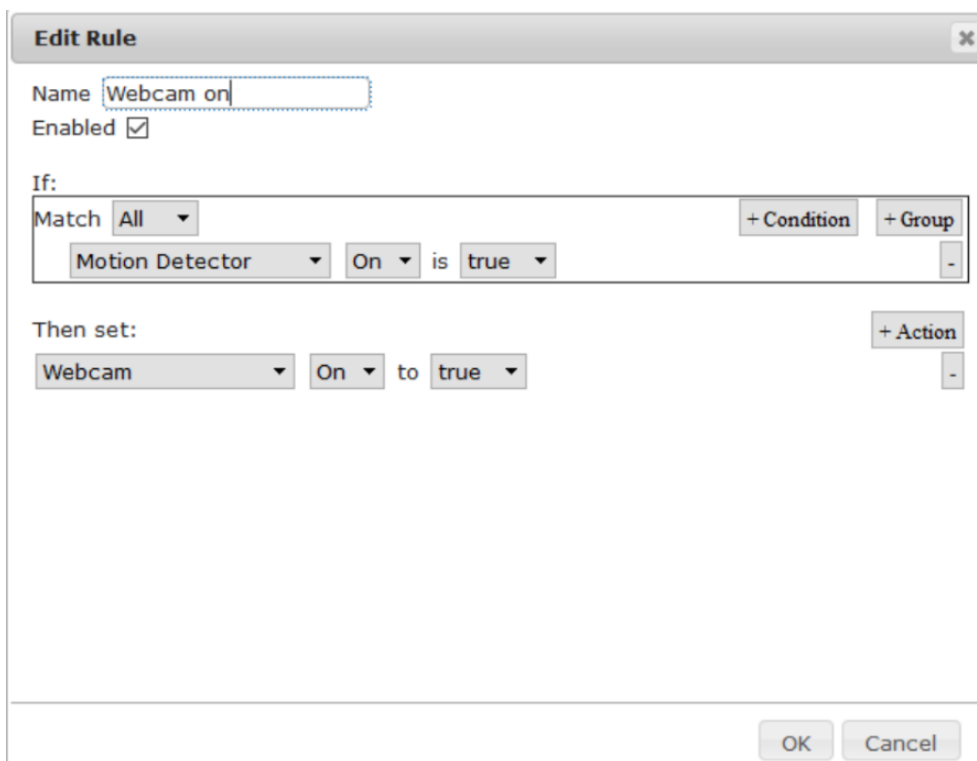 Edit Rule
Name Webcam on
Enabled
If:
Match All + Condition + Group
Motion Detector On is true -
Then set: + Action
Webcam On to true -
OK Cancel